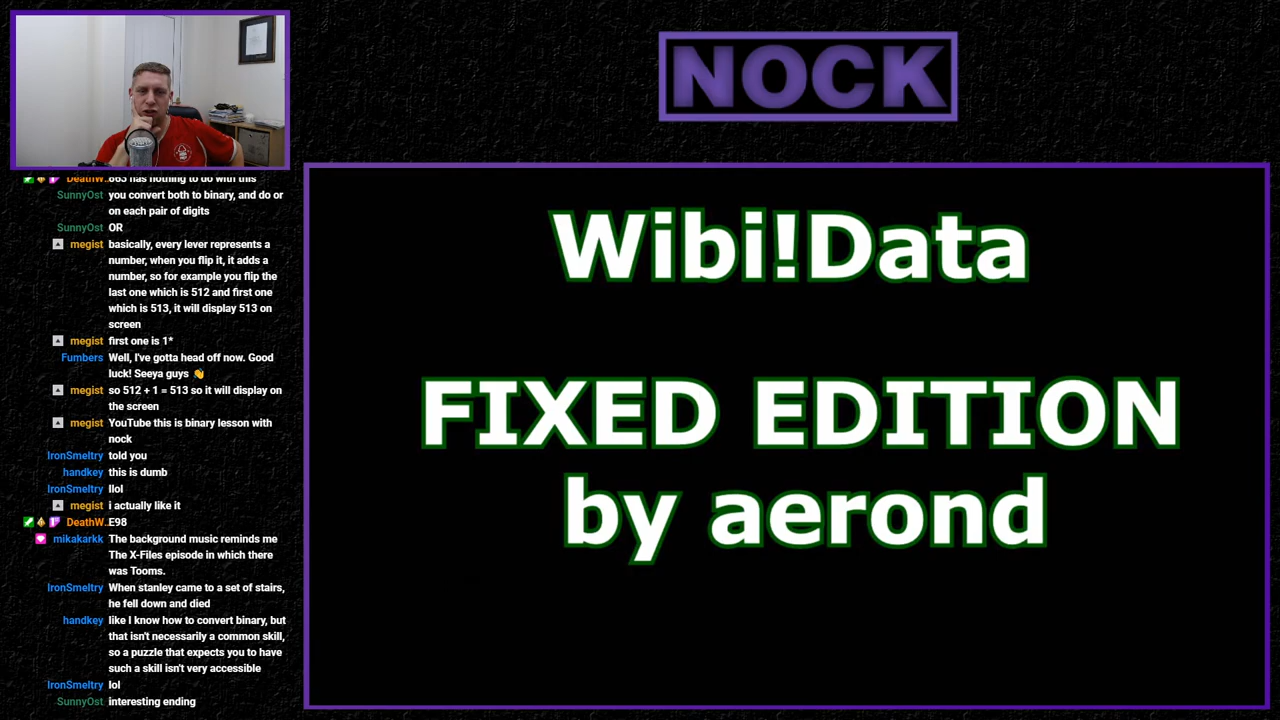 NOCK
DeathW..863 has nothing to do with this
SunnyOst you convert both to binary, and do or
on each pair of digits
SunnyOst OR
megist basically, every lever represents a
number, when you flip it, it adds a
number, so for example you flip the
last one which is 512 and first one
which is 513, it will display 513 on
screen
megist first one is 1*
Fumbers Well, I've gotta head off now. Good
luck! Seeya guys 👋
megist so 512 + 1 = 513 so it will display on
the screen
megist YouTube this is binary lesson with
nock
IronSmeltry told you
handkey this is dumb
IronSmeltry llol
megist i actually like it
DeathW..E98
mikakarkk The background music reminds me
The X-Files episode in which there
was Tooms.
IronSmeltry When stanley came to a set of stairs,
he fell down and died
handkey like I know how to convert binary, but
that isn't necessarily a common skill,
so a puzzle that expects you to have
such a skill isn't very accessible
IronSmeltry lol
SunnyOst interesting ending
Wibi!Data
FIXED EDITION
by aerond